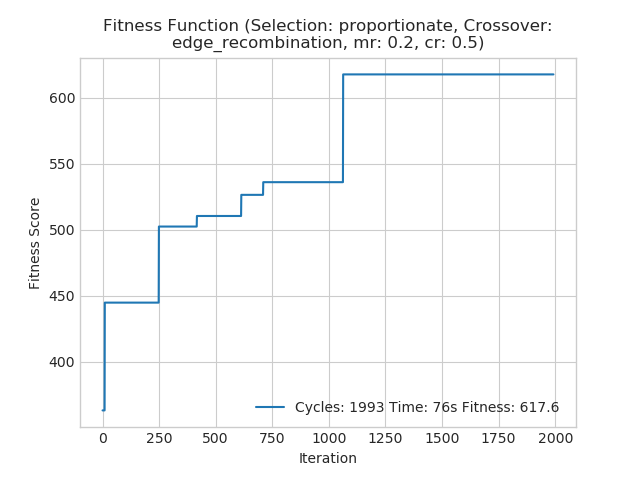 Fitness Function (Selection: proportionate, Crossover:
edge_recombination, mr: 0.2, cr: 0.5)
600
550
500
450
400
Fitness Score
Cycles: 1993 Time: 76s Fitness: 617.6
0 250 500 750 1000 1250 1500 1750 2000
Iteration